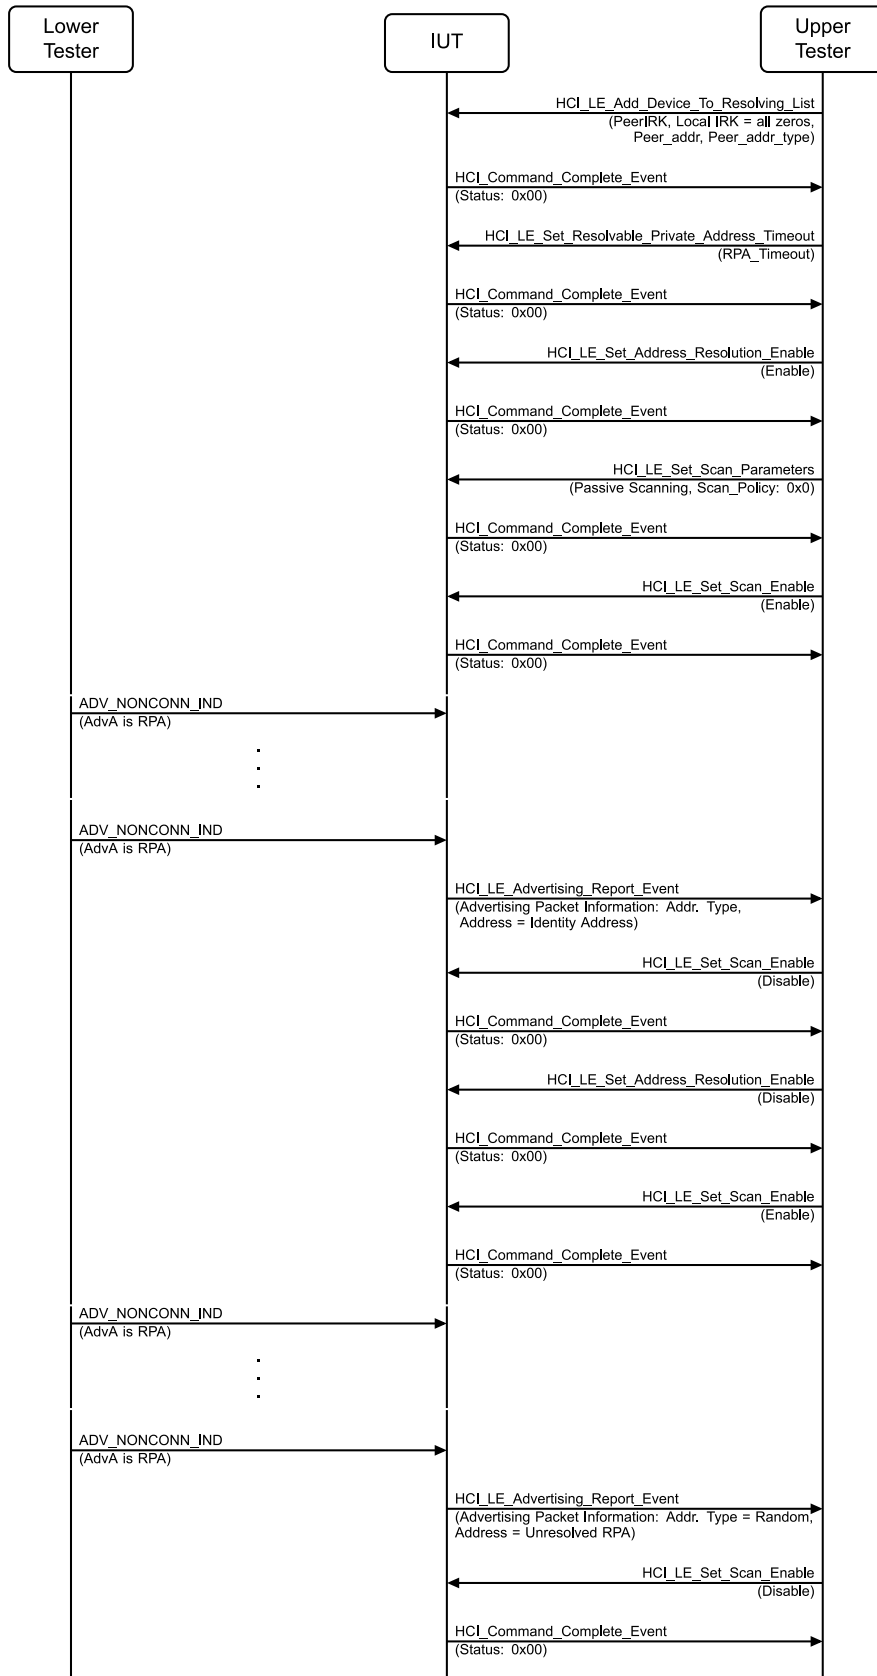 Lower
Tester
IUT
Upper
Tester
HCI_LE_Add_Device_To_Resolving_List
(PeerIRK, Local IRK = all zeros,
Peer_addr, Peer_addr_type)
HCI_Command_Complete_Event
(Status: 0x00)
HCI_LE_Set_Resolvable_Private_Address_Timeout
(RPA_Timeout)
HCI_Command_Complete_Event
(Status: 0x00)
HCI_LE_Set_Address_Resolution_Enable
(Enable)
HCI_Command_Complete_Event
(Status: 0x00)
HCI_LE_Set_Scan_Parameters
(Passive Scanning, Scan_Policy: 0x0)
HCI_Command_Complete_Event
(Status: 0x00)
HCI_LE_Set_Scan_Enable
(Enable)
HCI_Command_Complete_Event
(Status: 0x00)
ADV_NONCONN_IND
(AdvA is RPA)
ADV_NONCONN_IND
(AdvA is RPA)
HCI_LE_Advertising_Report_Event
(Advertising Packet Information: Addr. Type,
Address = Identity Address)
HCI_LE_Set_Scan_Enable
(Disable)
HCI_Command_Complete_Event
(Status: 0x00)
HCI_LE_Set_Address_Resolution_Enable
(Disable)
HCI_Command_Complete_Event
(Status: 0x00)
HCI_LE_Set_Scan_Enable
(Enable)
HCI_Command_Complete_Event
(Status: 0x00)
ADV_NONCONN_IND
(AdvA is RPA)
ADV_NONCONN_IND
(AdvA is RPA)
HCI_LE_Advertising_Report_Event
(Advertising Packet Information: Addr. Type = Random,
Address = Unresolved RPA)
HCI_LE_Set_Scan_Enable
(Disable)
HCI_Command_Complete_Event
(Status: 0x00)